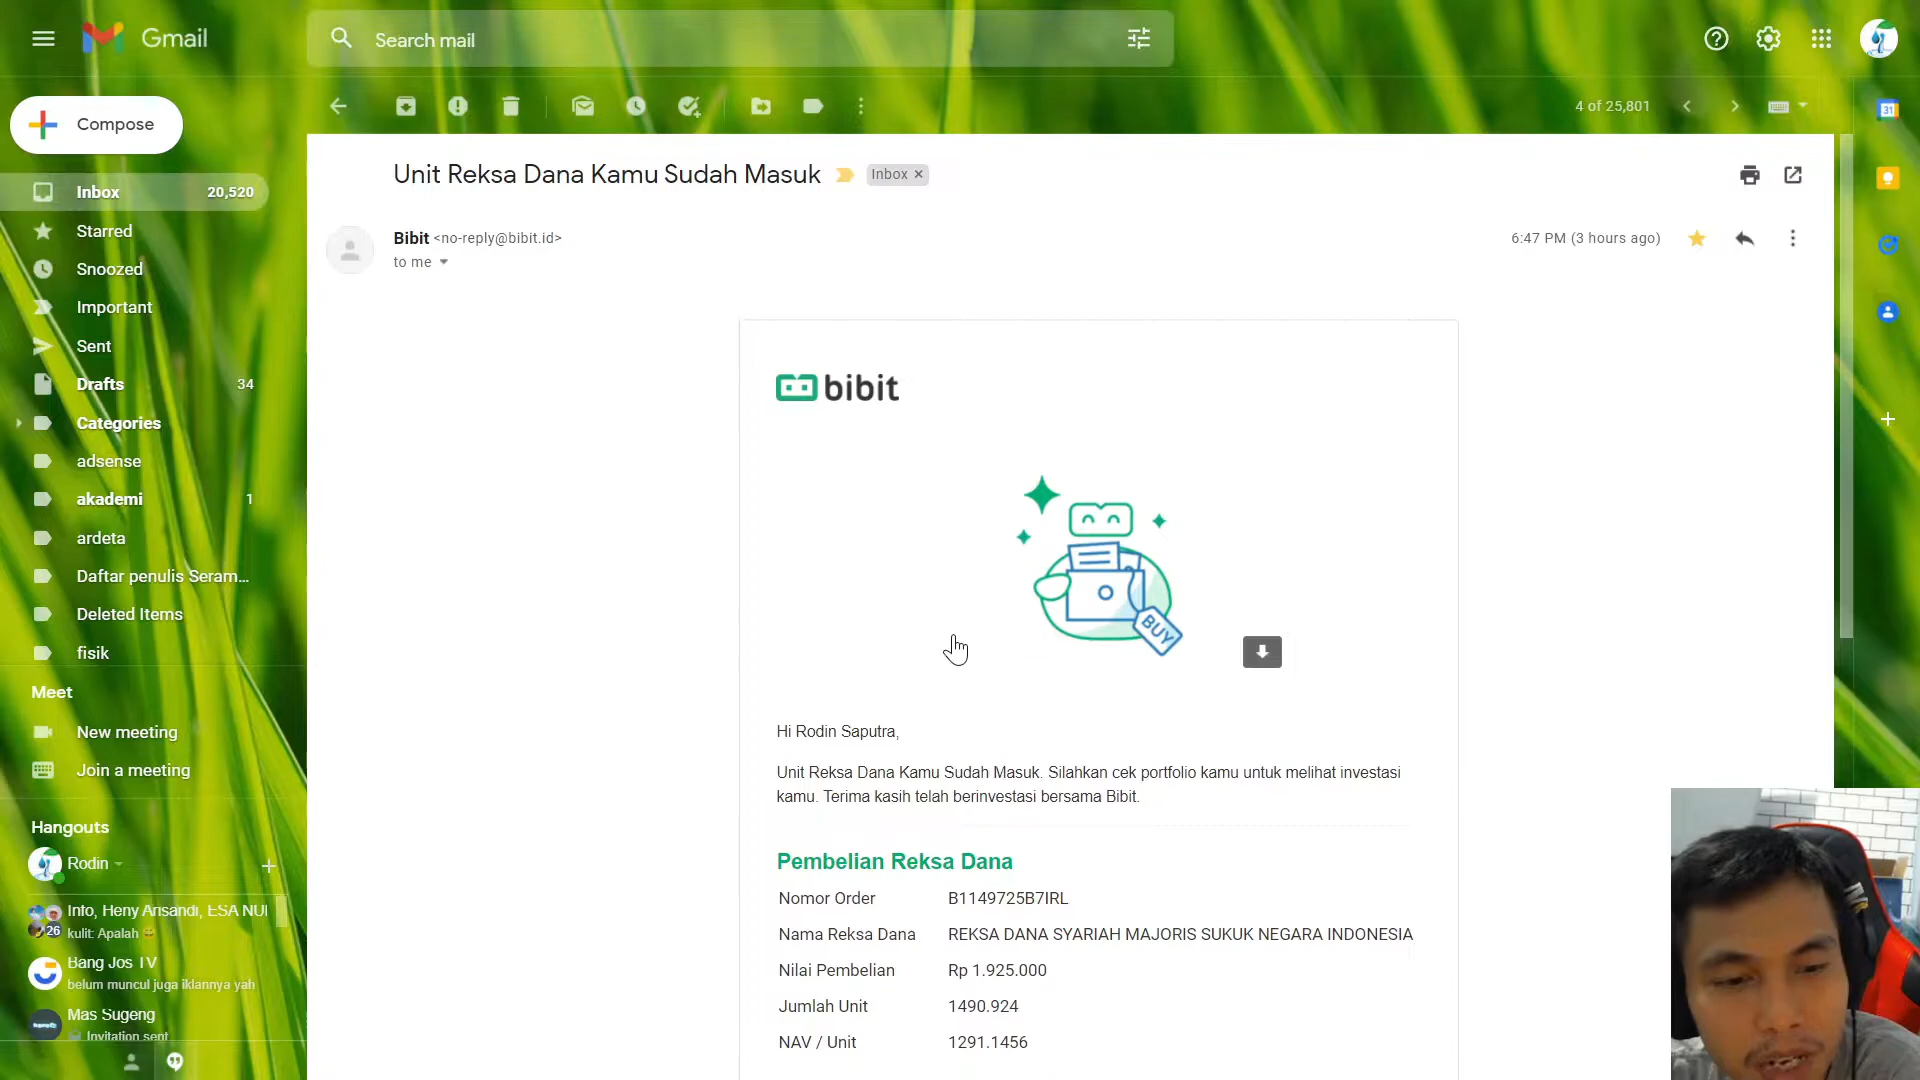 Gmail
Search mail
Compose
4 of 25,801
31
Inbox 20,520
Starred
Snoozed
Important
Sent
Drafts 34
Categories
adsense
akademi 1
ardeta
Daftar penulis Seram...
Deleted Items
fisik
Meet
New meeting
Join a meeting
Hangouts
Rodin
Info, Heny Arisandi, ESA NUI
26 kulit: Apalah
Bang Jos TV
belum muncul juga iklannya yah
Mas Sugeng
Invitation sent
Unit Reksa Dana Kamu Sudah Masuk Inbox
Bibit <no-reply@bibit.id> 6:47 PM (3 hours ago)
to me
bibit
BUY
Hi Rodin Saputra,
Unit Reksa Dana Kamu Sudah Masuk. Silahkan cek portfolio kamu untuk melihat investasi
kamu. Terima kasih telah berinvestasi bersama Bibit.
Pembelian Reksa Dana
Nomor Order B1149725B7IRL
Nama Reksa Dana REKSA DANA SYARIAH MAJORIS SUKUK NEGARA INDONESIA
Nilai Pembelian Rp 1.925.000
Jumlah Unit 1490.924
NAV / Unit 1291.1456